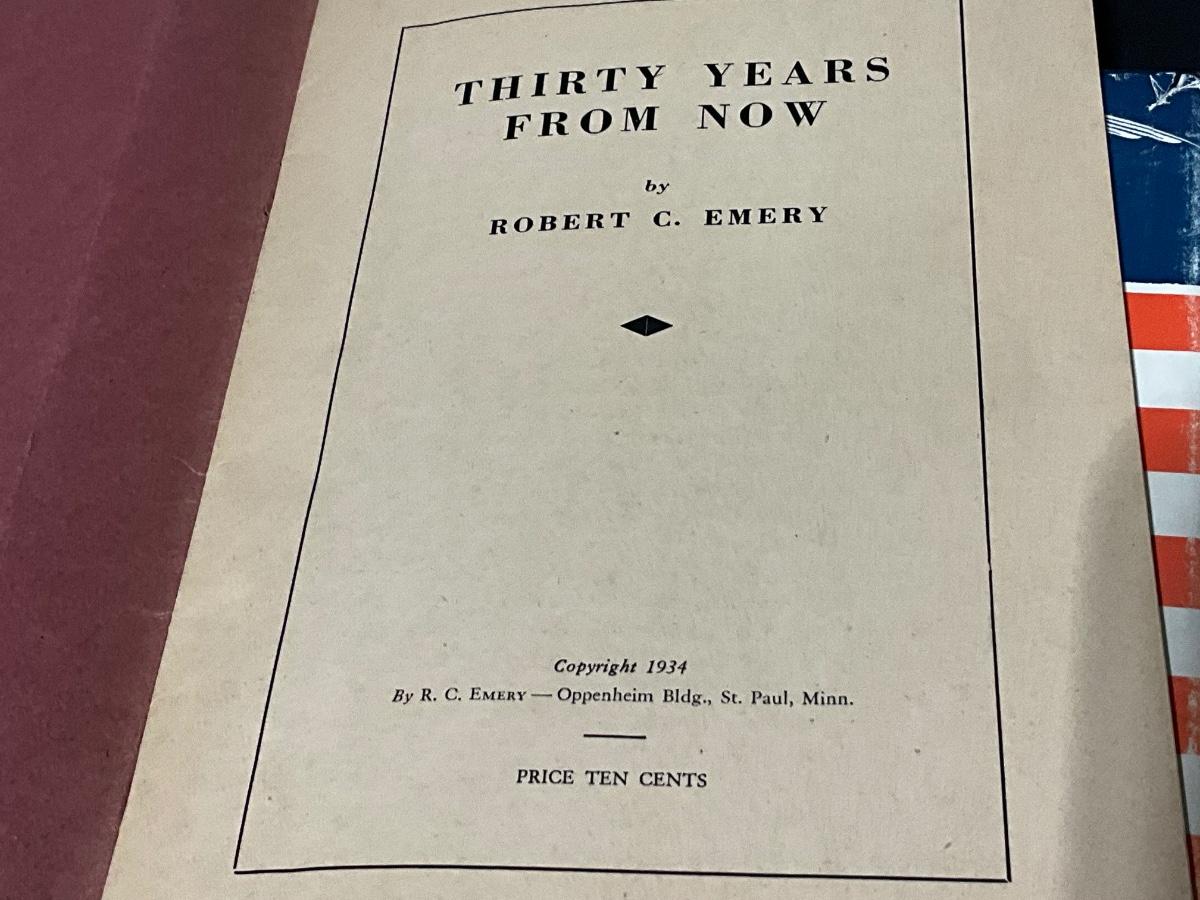 THIRTY YEARS
FROM NOW
by
ROBERT C. EMERY
Copyright 1934
By R. C. EMERY — Oppenheim Bldg., St. Paul, Minn.
PRICE TEN CENTS